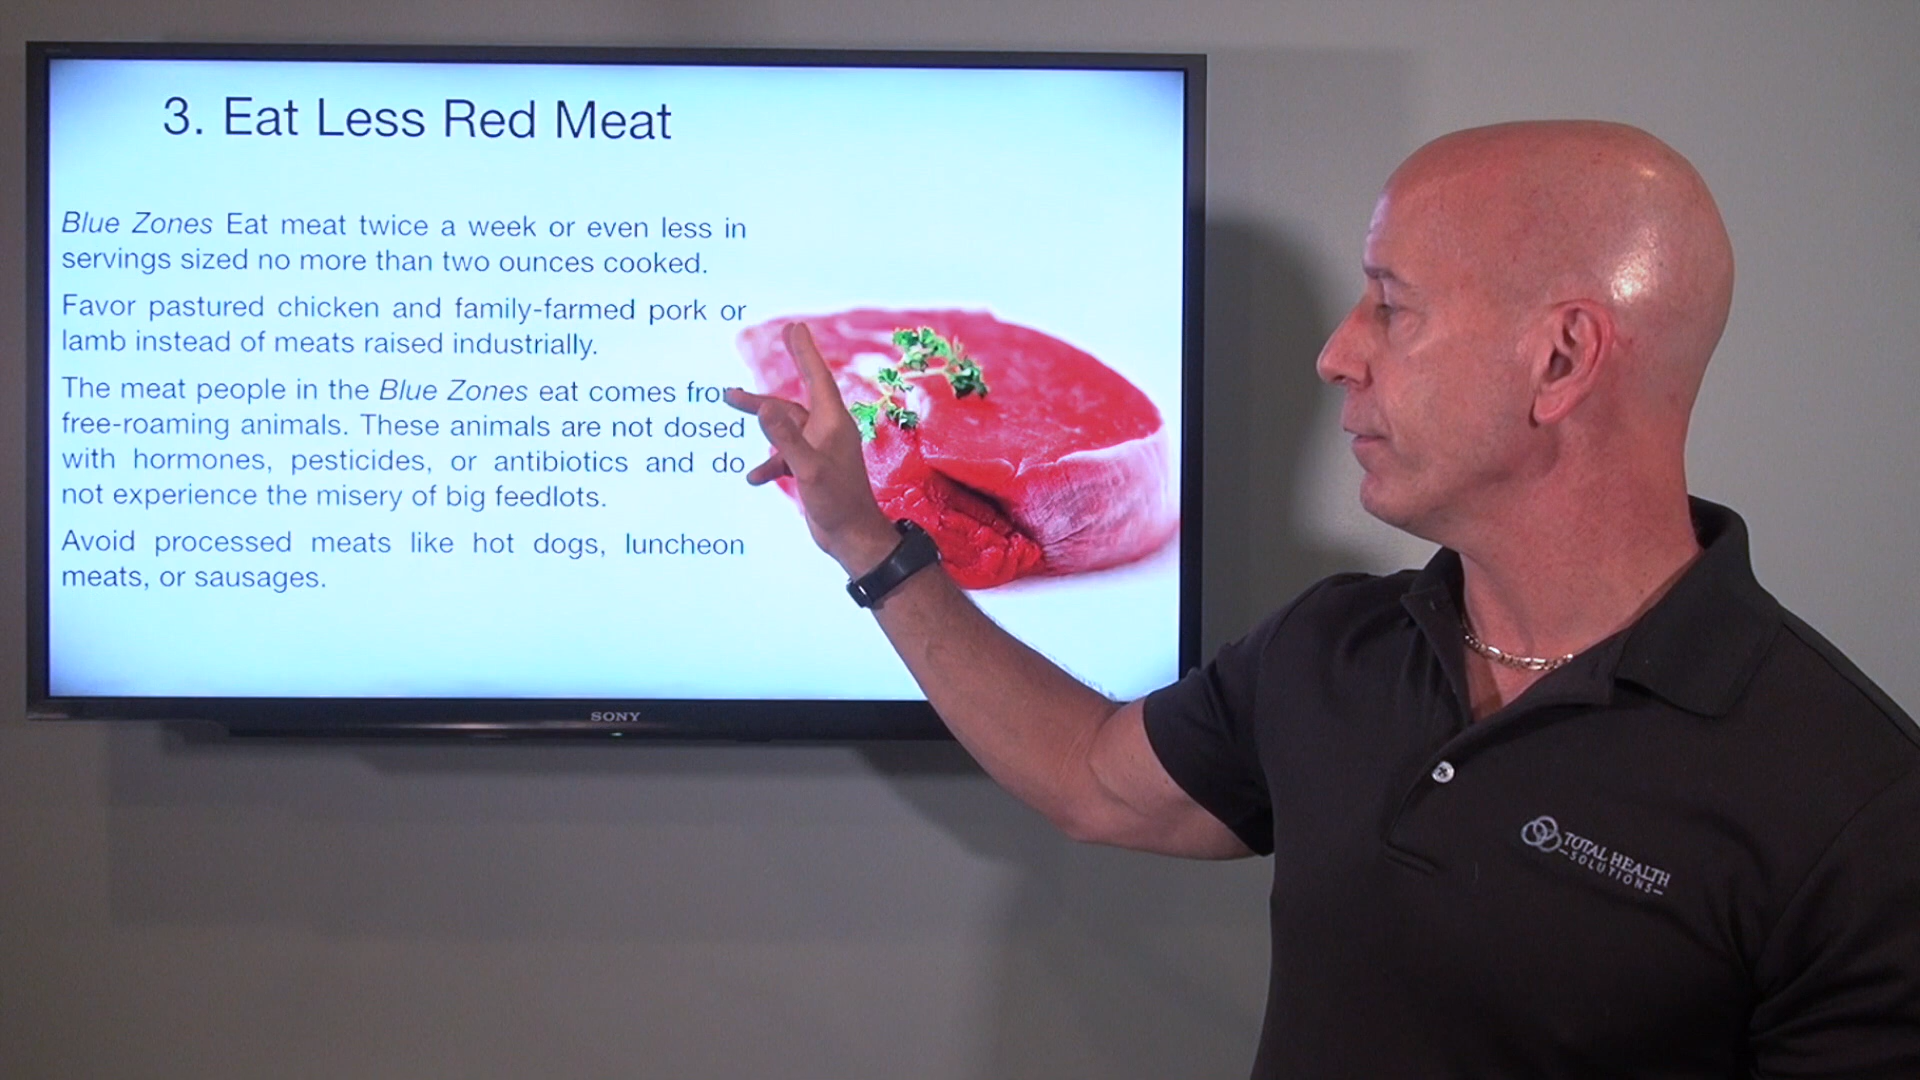 3. Eat Less Red Meat
Blue Zones Eat meat twice a week or even less in
servings sized no more than two ounces cooked.
Favor pastured chicken and family-farmed pork or
lamb instead of meats raised industrially.
The meat people in the Blue Zones eat comes from
free-roaming animals. These animals are not dosed
with hormones, pesticides, or antibiotics and do
not experience the misery of big feedlots.
Avoid processed meats like hot dogs, luncheon
meats, or sausages.
SONY
TOTAL HEALTH
-SOLUTIONS-